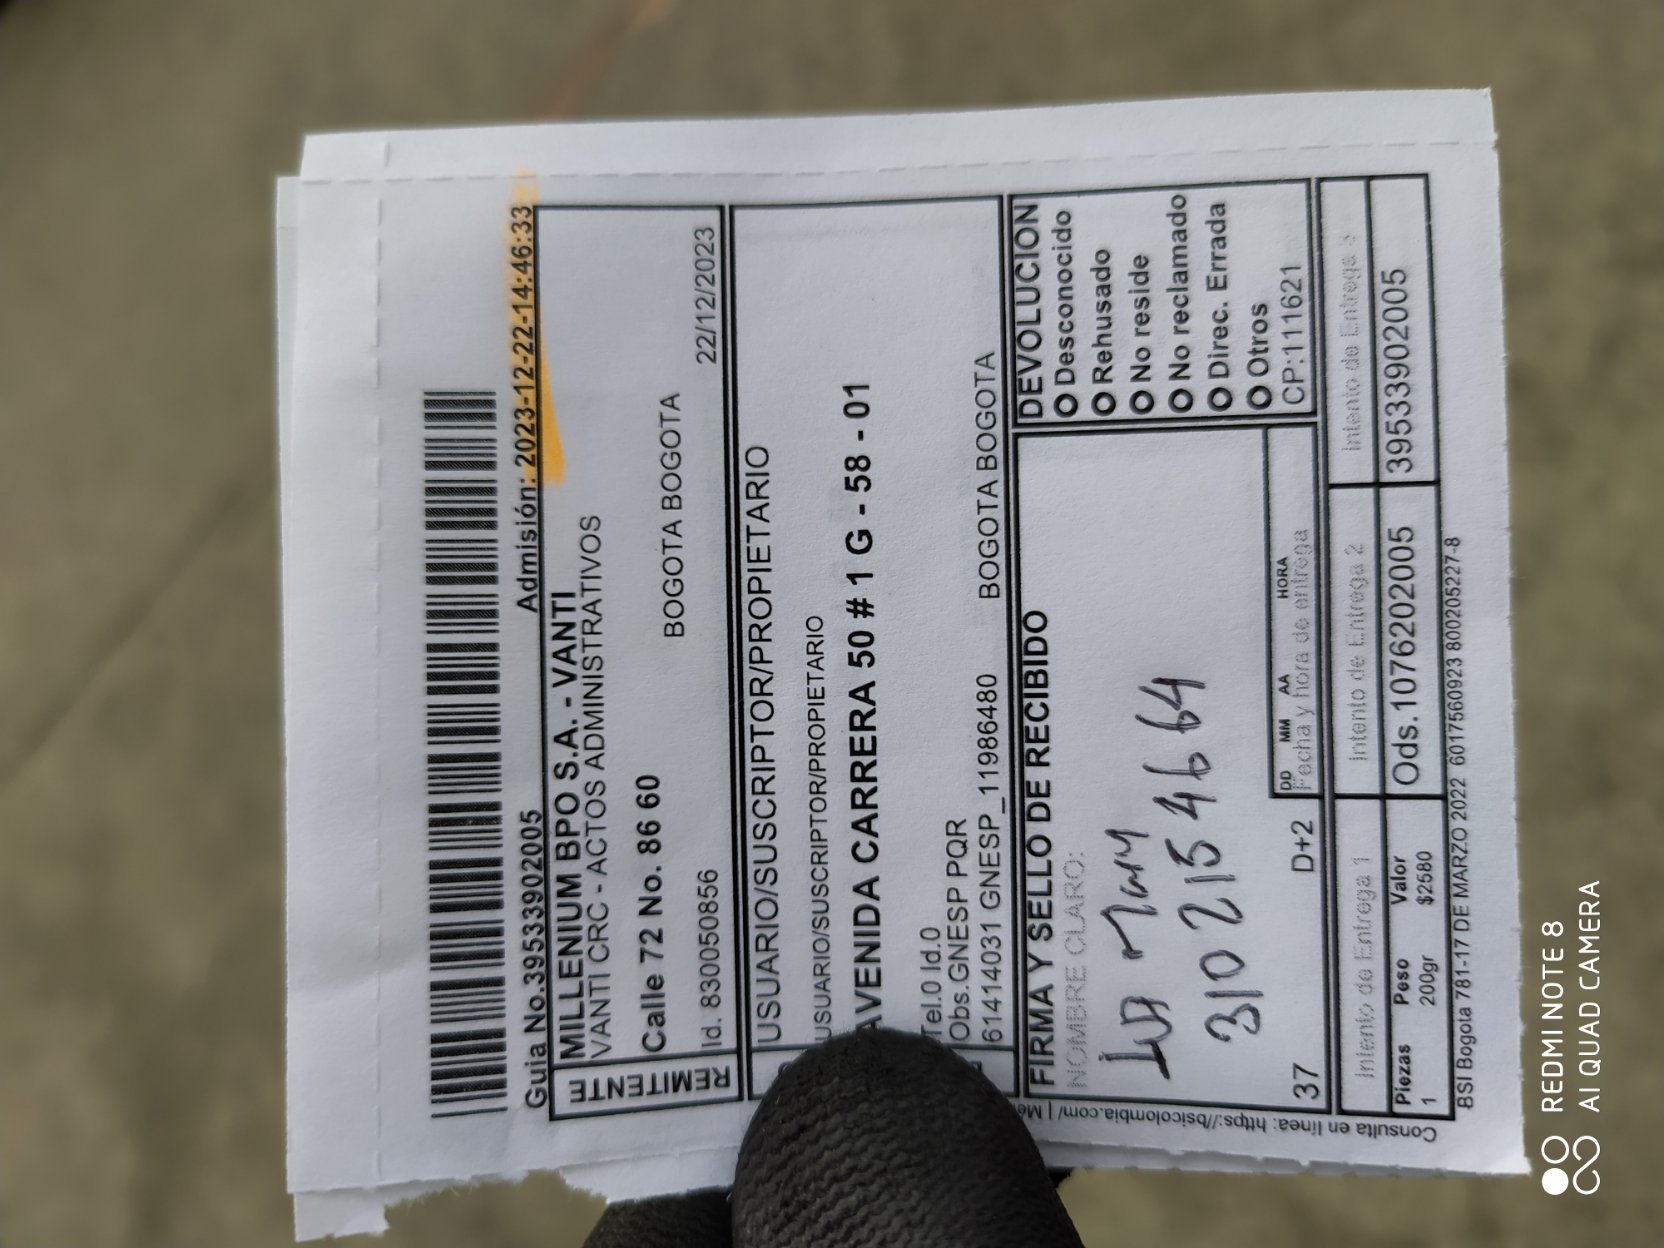 Guia No.39533902005 Admisión: 2023-12-22-14:46:33
REMITENTE
MILLENIUM BPO S.A. - VANTI
VANTI CRC - ACTOS ADMINISTRATIVOS
Calle 72 No. 86 60
BOGOTA BOGOTA
Id. 830050856 22/12/2023
USUARIO/SUSCRIPTOR/PROPIETARIO
USUARIO/SUSCRIPTOR/PROPIETARIO
AVENIDA CARRERA 50 # 1 G - 58 - 01
Tel.0 Id.0
Obs.GNESP PQR
61414031 GNESP_11986480 BOGOTA BOGOTA
FIRMA Y SELLO DE RECIBIDO
NOMBRE CLARO:
Luz Mary
3102154664
37 D+2
DD MM AA HORA
Fecha y hora de entrega
DEVOLUCION
Desconocido
Rehusado
No reside
No reclamado
Direc. Errada
Otros
CP:111621
Intento de Entrega 1 Intento de Entrega 2 Intento de Entrega 3
Piezas Peso Valor
1 200gr $2580
Ods.1076202005 39533902005
BSI Bogota 781-17 DE MARZO 2022 6017560923 800205227-8
Consulta en línea: https://bsicolombia.com/ |
REDMI NOTE 8
AI QUAD CAMERA